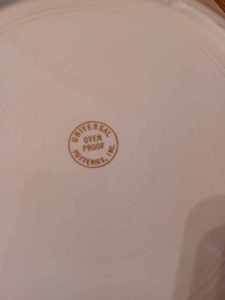 UNIVERSAL
OVEN
PROOF
POTTERIES, INC.